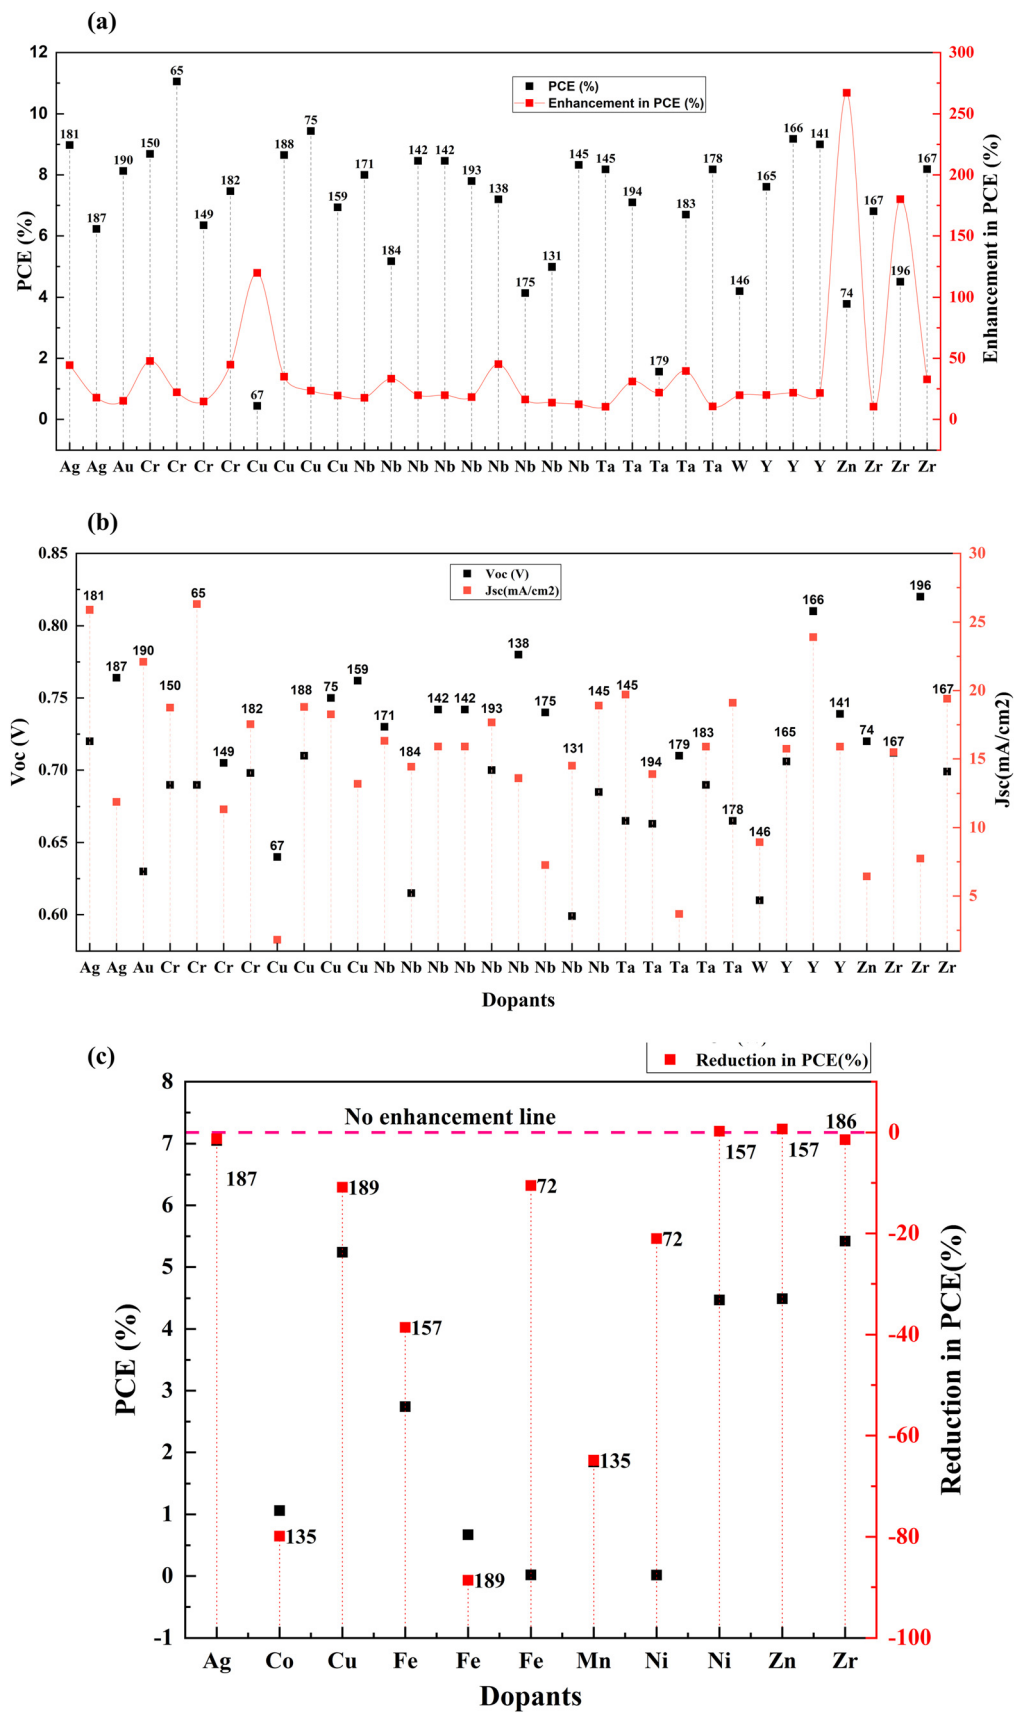 (a)
PCE (%)
Enhancement in PCE (%)
12
10
8
6
4
2
0
300
250
200
150
100
50
0
PCE (%)
Enhancement in PCE (%)
181 187 190 150 65 149 182 67 188 75 159 171 184 142 142 193 138 175 131 145 145 194 179 183 178 146 165 166 141 74 167 196 167
Ag Ag Au Cr Cr Cr Cr Cu Cu Cu Cu Nb Nb Nb Nb Nb Nb Nb Nb Nb Ta Ta Ta Ta Ta W Y Y Y Zn Zr Zr Zr
(b)
Voc (V)
Jsc(mA/cm2)
0.85
0.80
0.75
0.70
0.65
0.60
30
25
20
15
10
5
Voc (V)
Jsc(mA/cm2)
181 187 190 150 65 149 182 67 188 75 159 171 184 142 142 193 138 175 131 145 145 194 179 183 178 146 165 166 141 74 167 196 167
Ag Ag Au Cr Cr Cr Cr Cu Cu Cu Cu Nb Nb Nb Nb Nb Nb Nb Nb Nb Ta Ta Ta Ta Ta W Y Y Y Zn Zr Zr Zr
Dopants
(c)
Reduction in PCE(%)
No enhancement line
PCE (%)
Reduction in PCE(%)
8
7
6
5
4
3
2
1
0
-1
0
-20
-40
-60
-80
-100
187 135 189 157 189 72 135 72 157 157 186
Ag Co Cu Fe Fe Fe Mn Ni Ni Zn Zr
Dopants